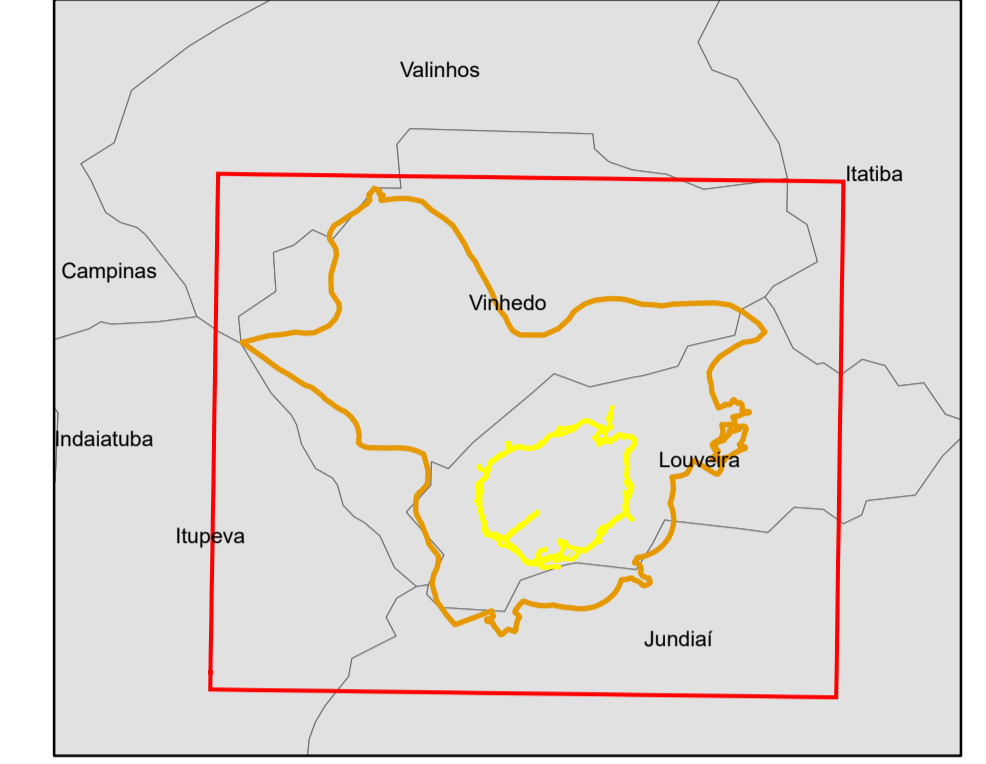 Valinhos
Itatiba
Campinas
Vinhedo
Indaiatuba
Louveira
Itupeva
Jundiaí